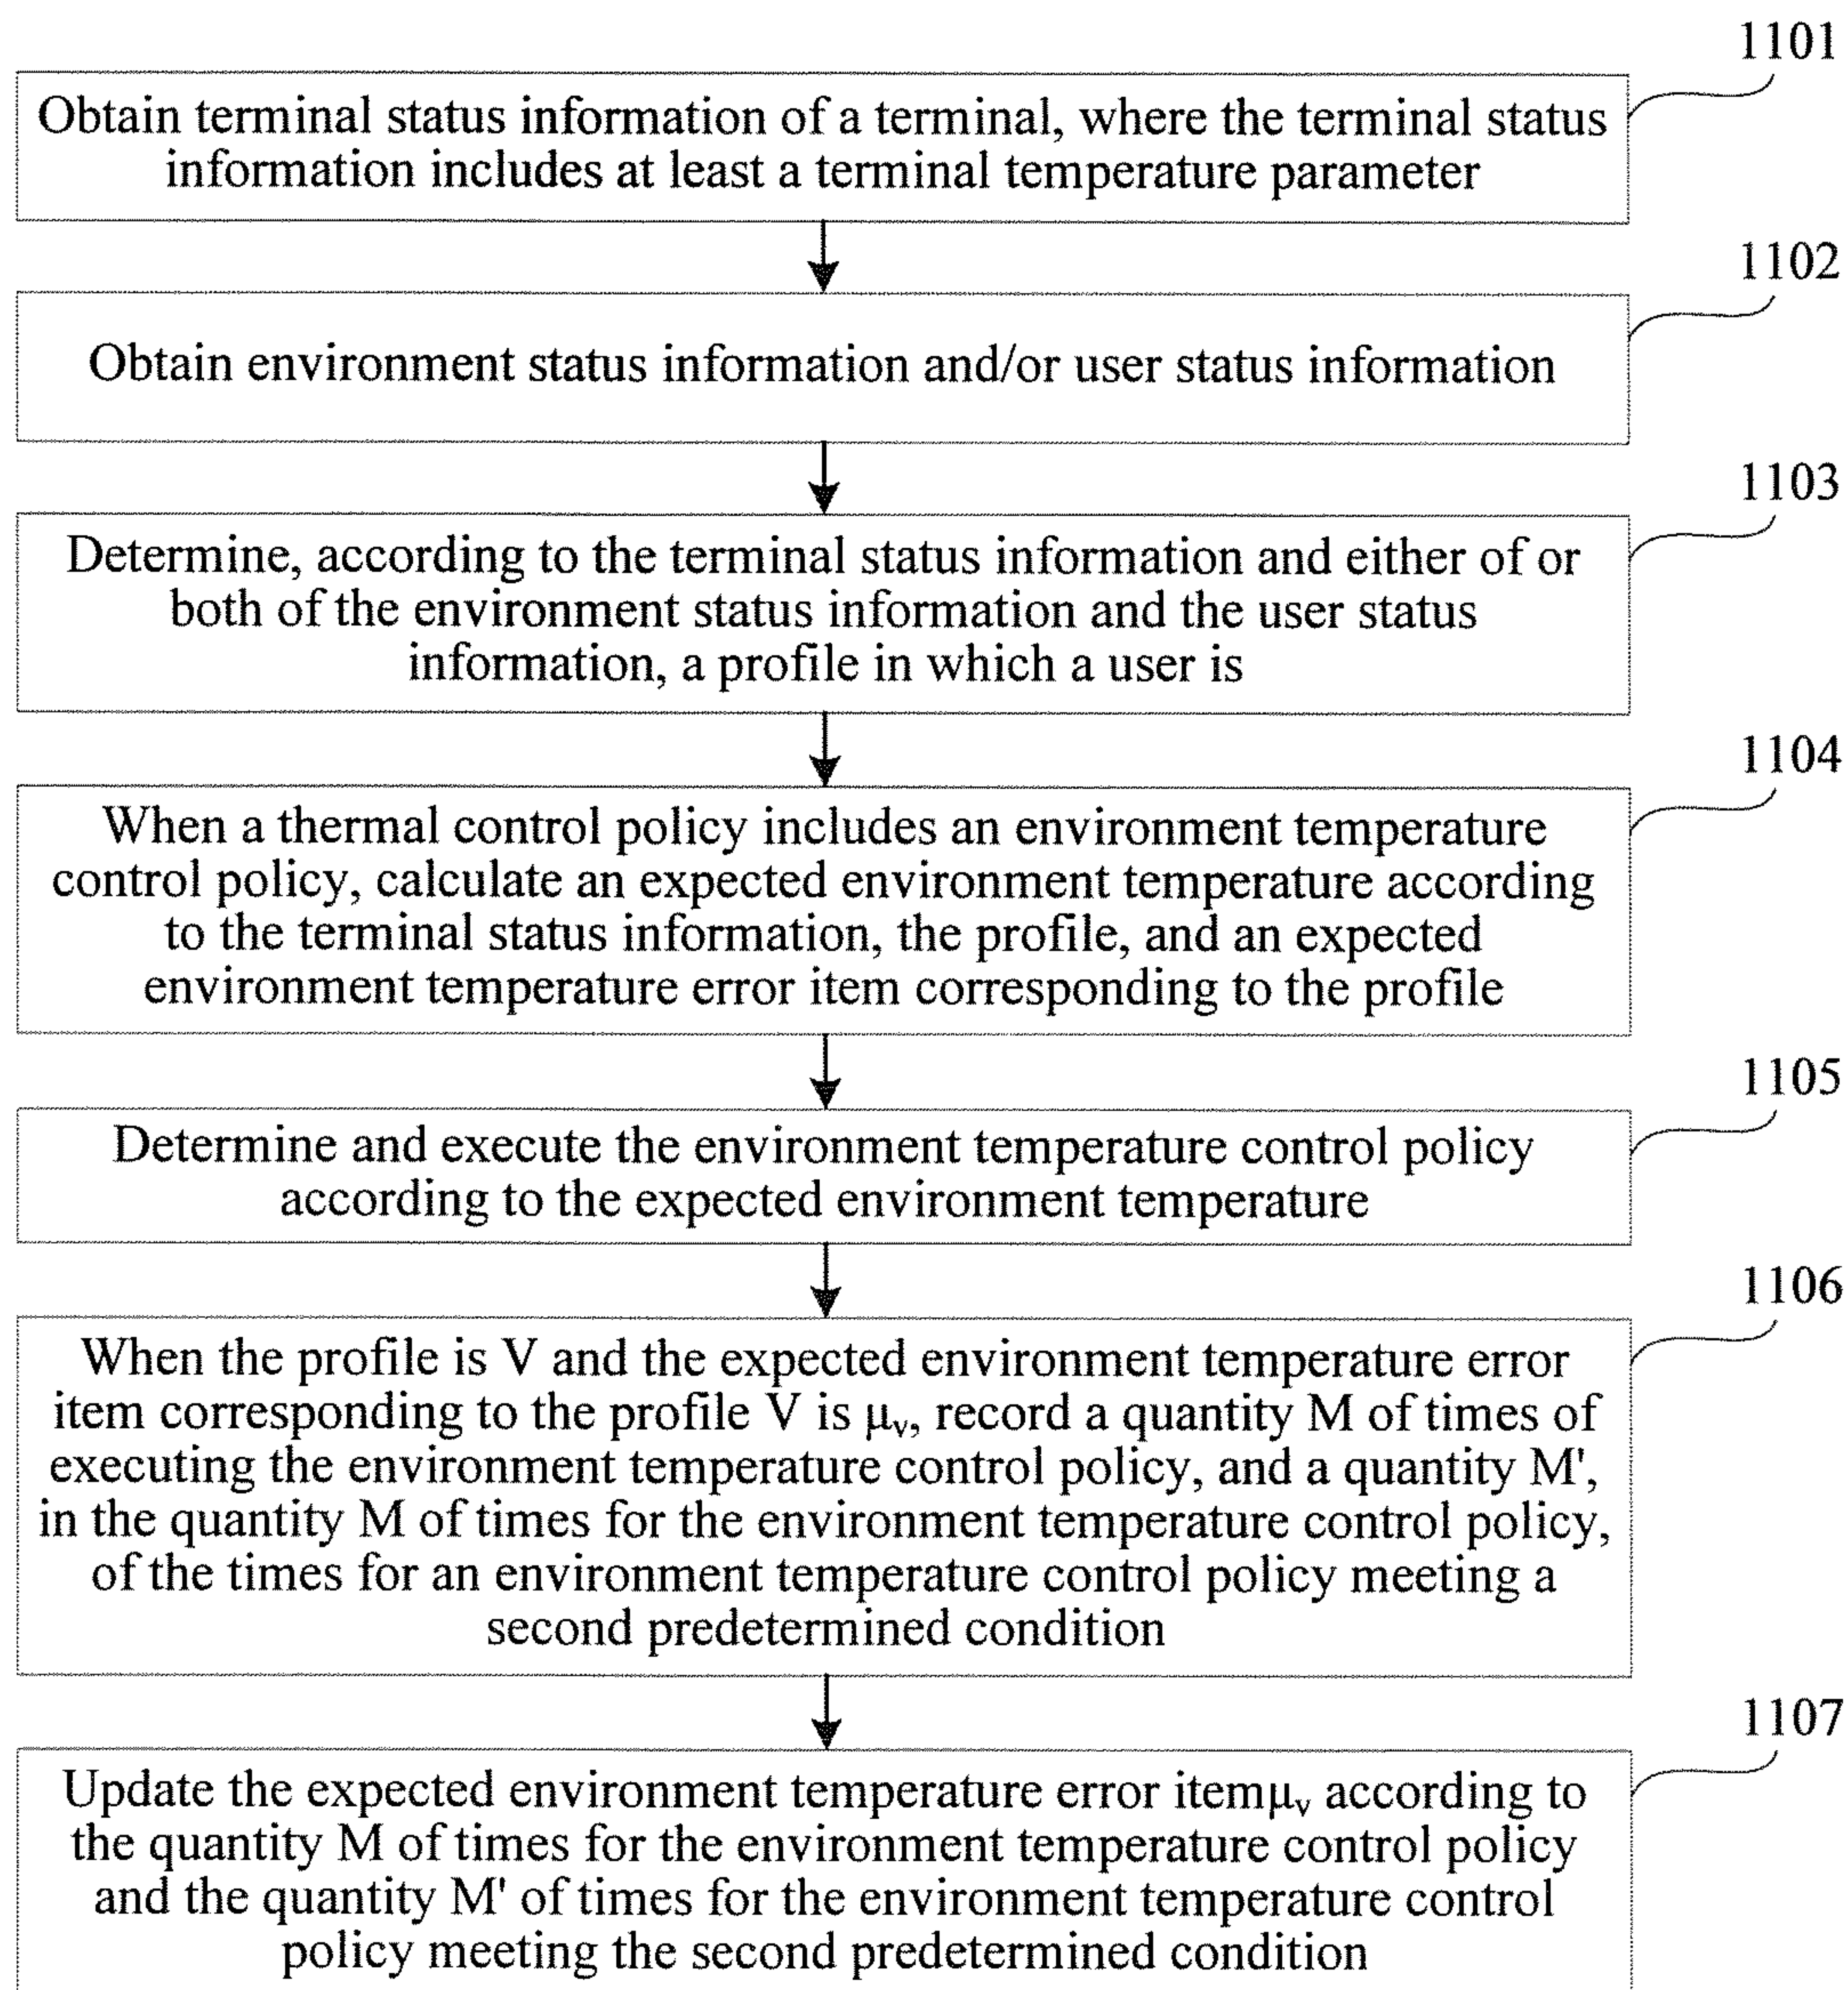 1101
Obtain terminal status information of a terminal, where the terminal status
information includes at least a terminal temperature parameter
1102
Obtain environment status information and/or user status information
1103
Determine, according to the terminal status information and either of or
both of the environment status information and the user status
information, a profile in which a user is
1104
When a thermal control policy includes an environment temperature
control policy, calculate an expected environment temperature according
to the terminal status information, the profile, and an expected
environment temperature error item corresponding to the profile
1105
Determine and execute the environment temperature control policy
according to the expected environment temperature
1106
When the profile is V and the expected environment temperature error
item corresponding to the profile V is μᵥ, record a quantity M of times of
executing the environment temperature control policy, and a quantity M',
in the quantity M of times for the environment temperature control policy,
of the times for an environment temperature control policy meeting a
second predetermined condition
1107
Update the expected environment temperature error itemμᵥ according to
the quantity M of times for the environment temperature control policy
and the quantity M' of times for the environment temperature control
policy meeting the second predetermined condition